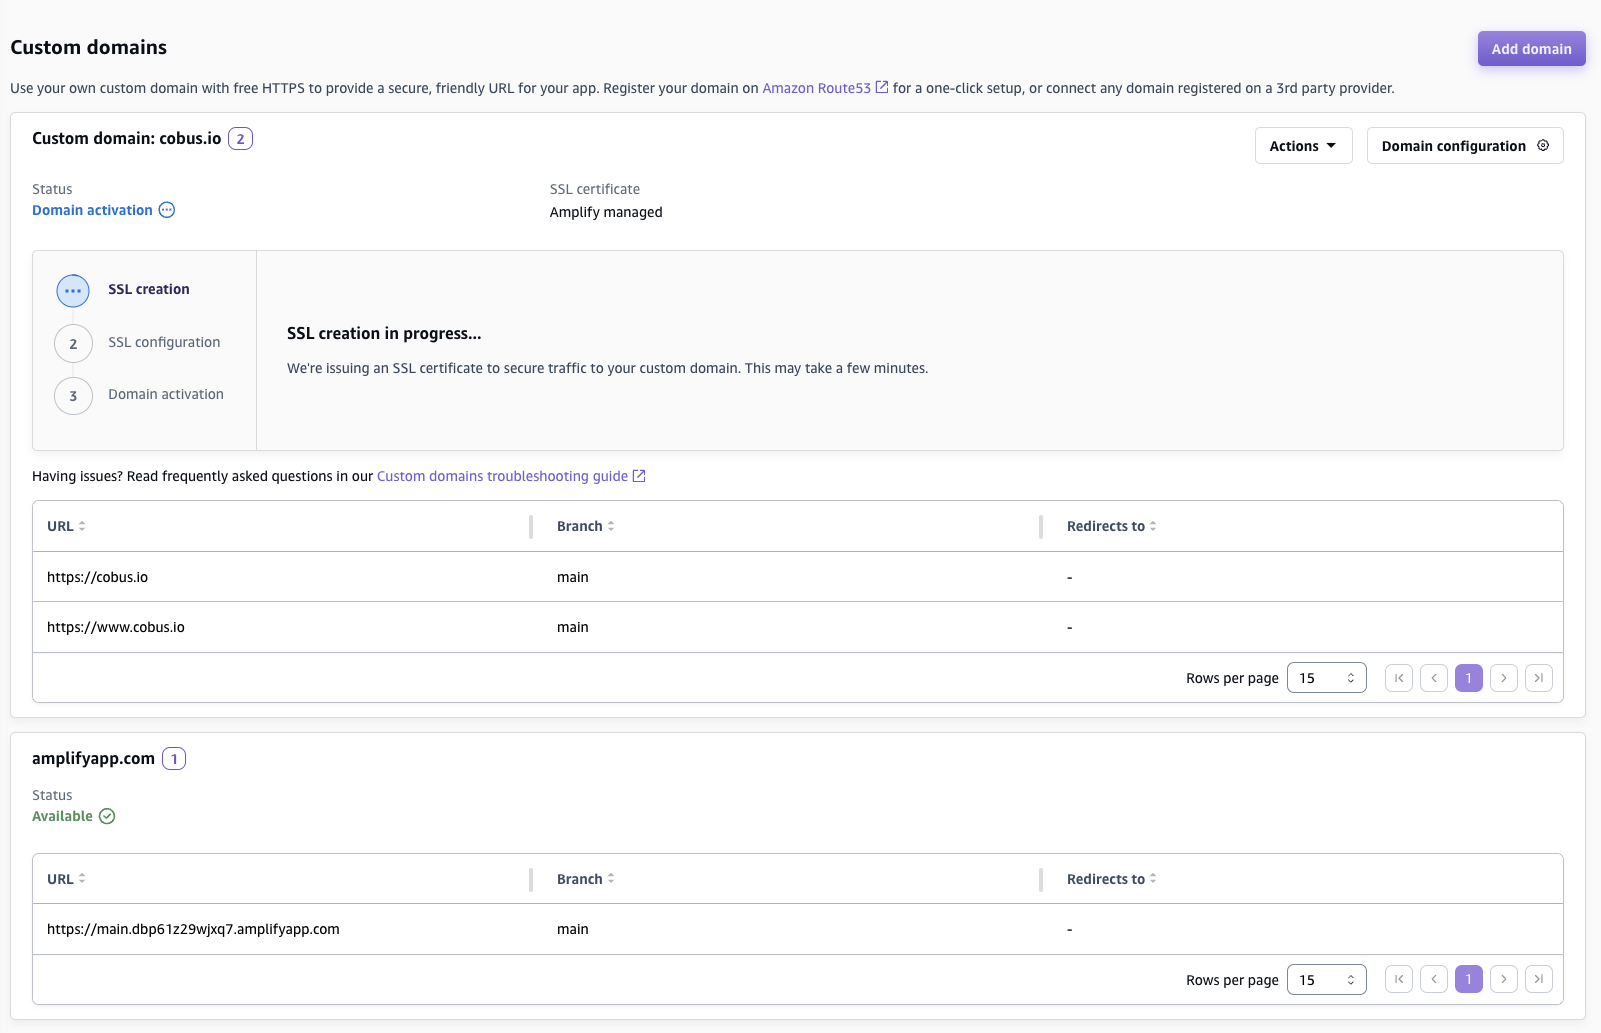 Custom domains
Add domain
Use your own custom domain with free HTTPS to provide a secure, friendly URL for your app. Register your domain on Amazon Route53 for a one-click setup, or connect any domain registered on a 3rd party provider.
Custom domain: cobus.io 2
Actions
Domain configuration
Status
SSL certificate
Domain activation
Amplify managed
SSL creation
2 SSL configuration
3 Domain activation
SSL creation in progress...
We're issuing an SSL certificate to secure traffic to your custom domain. This may take a few minutes.
Having issues? Read frequently asked questions in our Custom domains troubleshooting guide
URL Branch Redirects to
https://cobus.io main -
https://www.cobus.io main -
Rows per page 15 1
amplifyapp.com 1
Status
Available
URL Branch Redirects to
https://main.dbp61z29wjxq7.amplifyapp.com main -
Rows per page 15 1